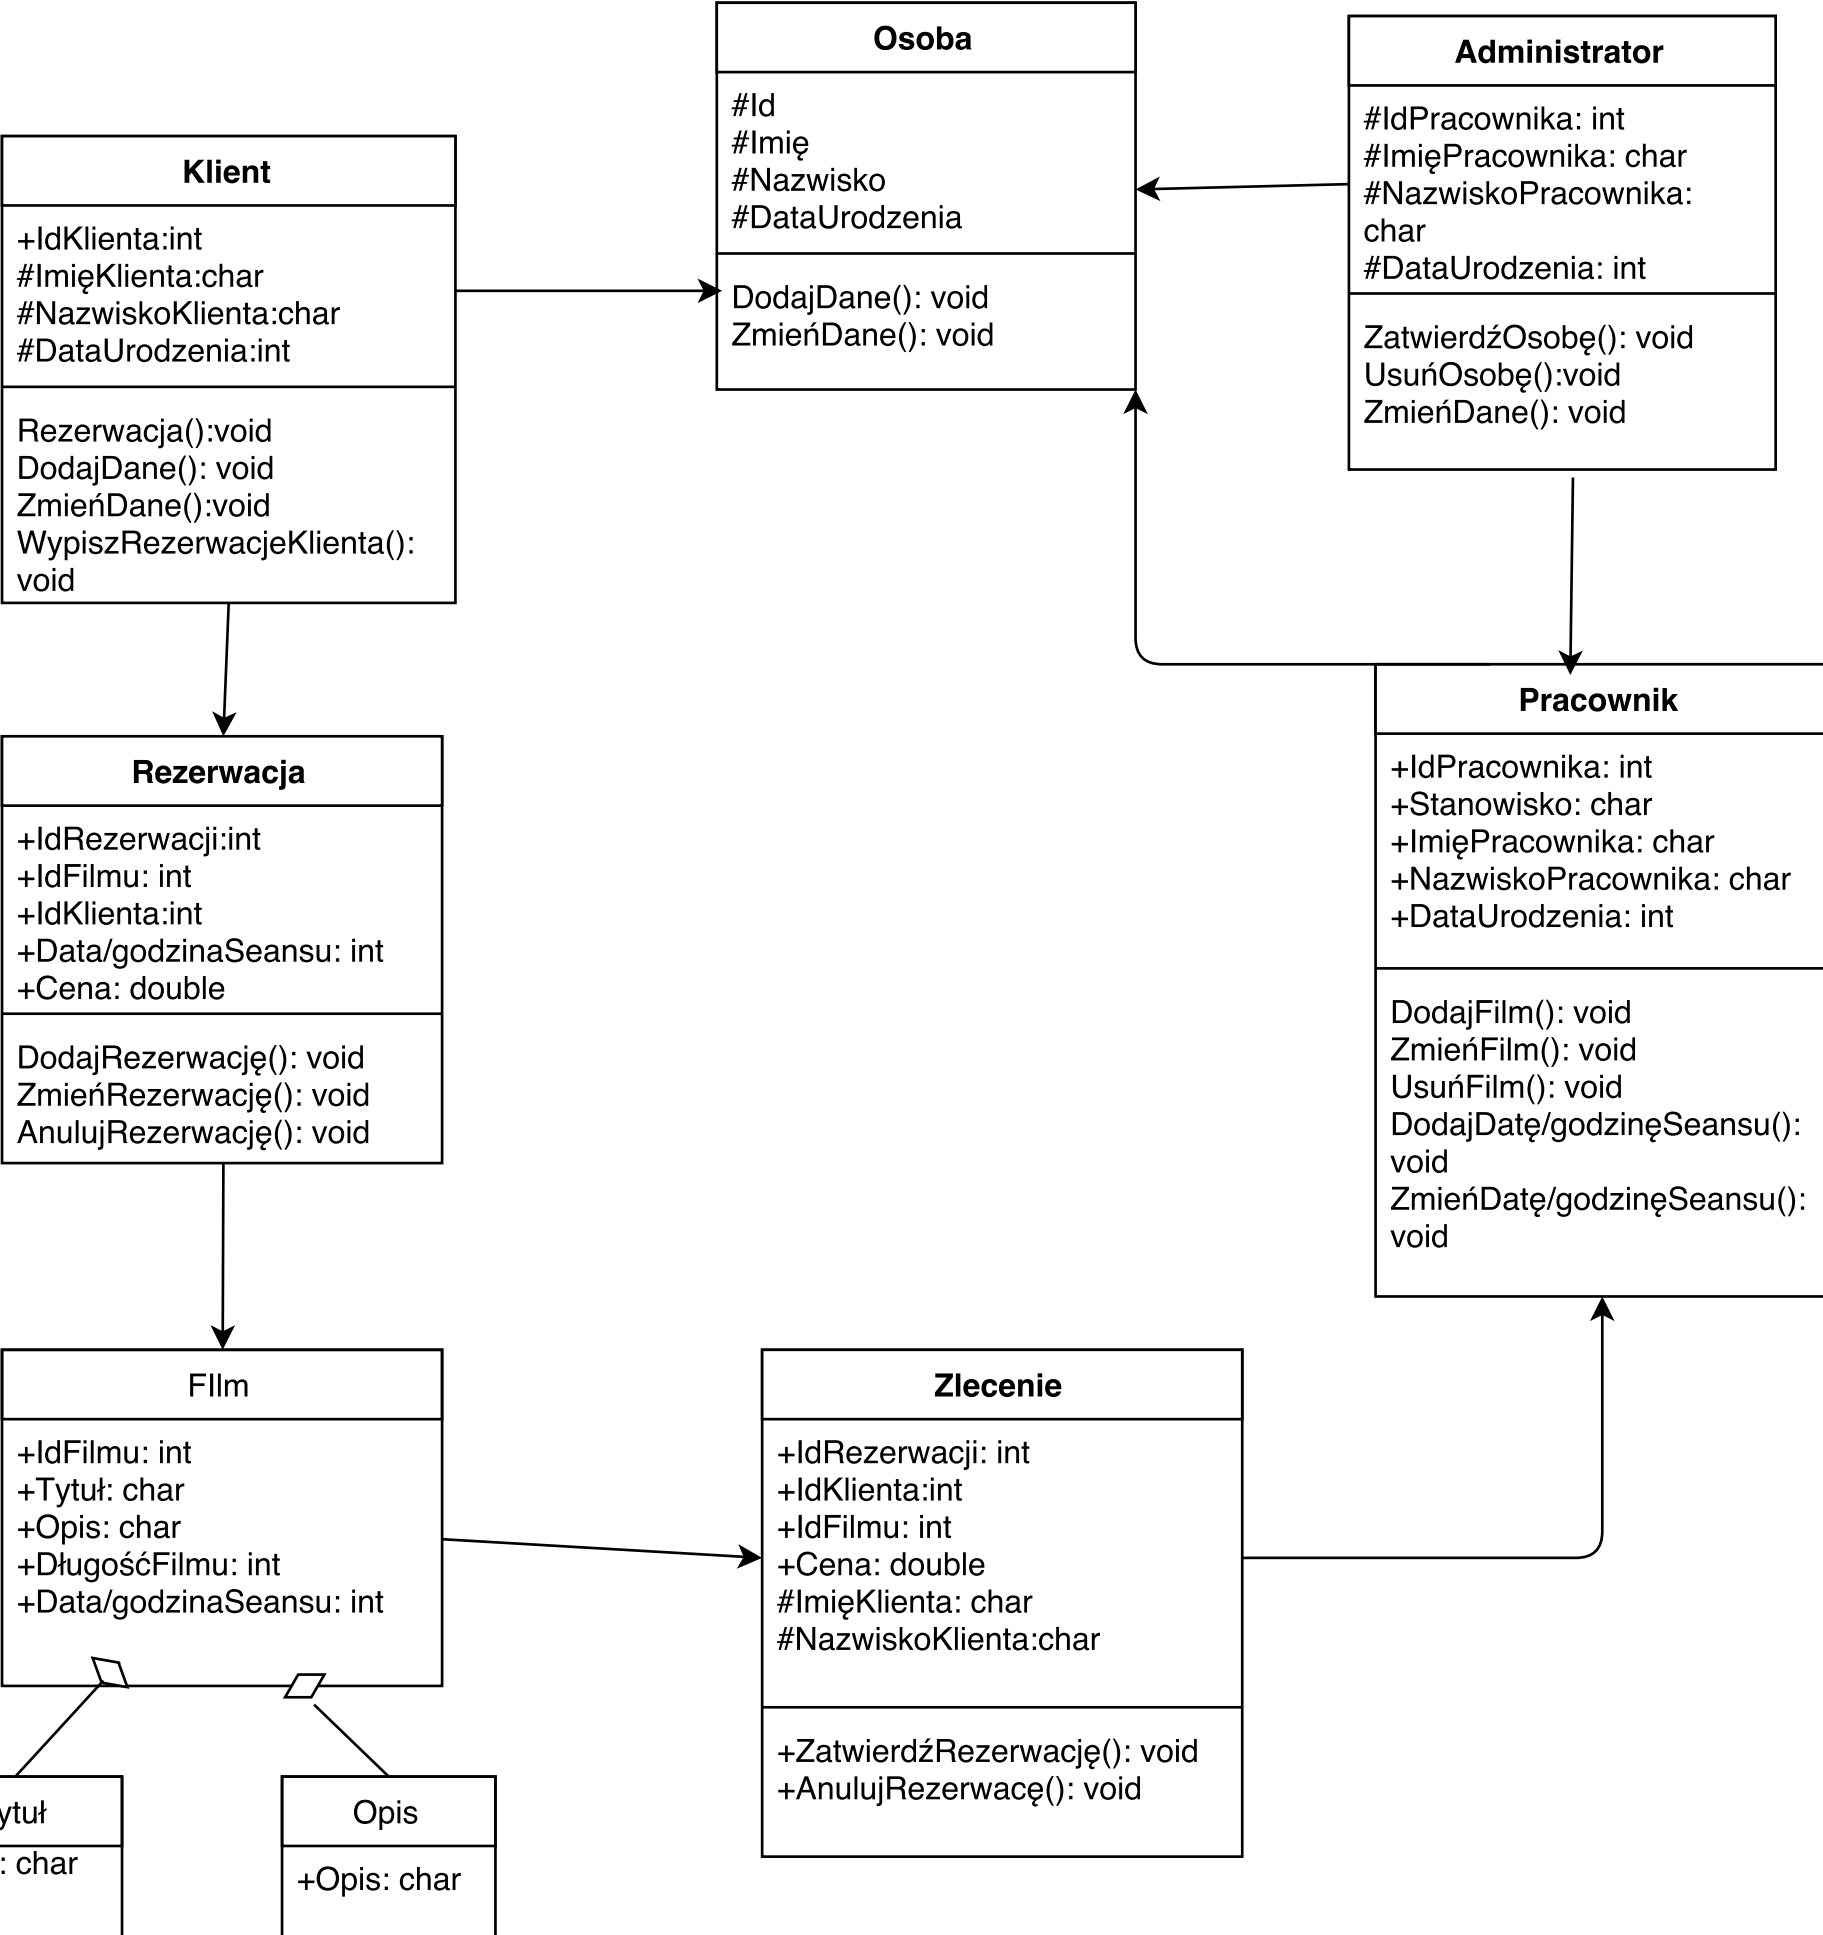 Osoba
#Id
#Imię
#Nazwisko
#DataUrodzenia
DodajDane(): void
ZmieńDane(): void
Administrator
#IdPracownika: int
#ImięPracownika: char
#NazwiskoPracownika:
char
#DataUrodzenia: int
ZatwierdźOsobę(): void
UsuńOsobę():void
ZmieńDane(): void
Klient
+IdKlienta:int
#ImięKlienta:char
#NazwiskoKlienta:char
#DataUrodzenia:int
Rezerwacja():void
DodajDane(): void
ZmieńDane():void
WypiszRezerwacjeKlienta():
void
Rezerwacja
+IdRezerwacji:int
+IdFilmu: int
+IdKlienta:int
+Data/godzinaSeansu: int
+Cena: double
DodajRezerwację(): void
ZmieńRezerwację(): void
AnulujRezerwację(): void
Pracownik
+IdPracownika: int
+Stanowisko: char
+ImięPracownika: char
+NazwiskoPracownika: char
+DataUrodzenia: int
DodajFilm(): void
ZmieńFilm(): void
UsuńFilm(): void
DodajDatę/godzinęSeansu():
void
ZmieńDatę/godzinęSeansu():
void
FIlm
+IdFilmu: int
+Tytuł: char
+Opis: char
+DługośćFilmu: int
+Data/godzinaSeansu: int
Zlecenie
+IdRezerwacji: int
+IdKlienta:int
+IdFilmu: int
+Cena: double
#ImięKlienta: char
#NazwiskoKlienta:char
+ZatwierdźRezerwację(): void
+AnulujRezerwacę(): void
ytuł
: char
Opis
+Opis: char